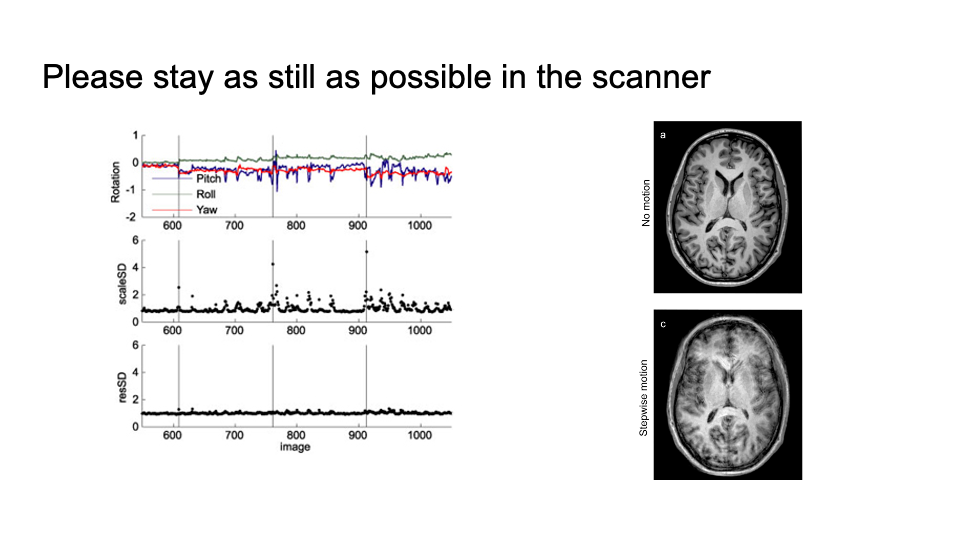 Please stay as still as possible in the scanner
1
0
-1
-2
Rotation
Pitch
Roll
Yaw
600 700 800 900 1000
6
4
2
0
scaleSD
600 700 800 900 1000
6
4
2
0
resSD
600 700 800 900 1000
image
a
No motion
c
Stepwise motion